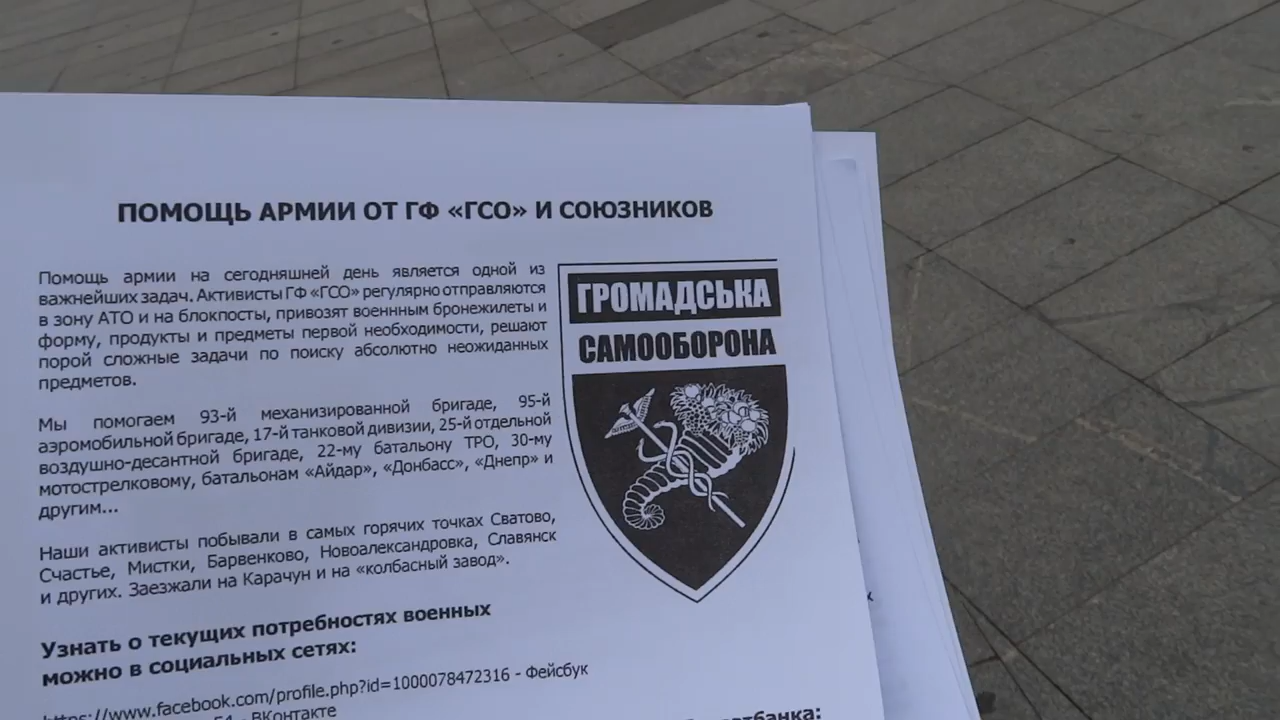 ПОМОЩЬ АРМИИ ОТ ГФ «ГСО» И СОЮЗНИКОВ
Помощь армии на сегодняшней день является одной из
важнейших задач. Активисты ГФ «ГСО» регулярно отправляются
в зону АТО и на блокпосты, привозят военнным бронежилеты и
форму, продукты и предметы первой необходимости, решают
порой сложные задачи по поиску абсолютно неожиданных
предметов.
Мы помогаем 93-й механизированной бригаде, 95-й
аэромобильной бригаде, 17-й танковой дивизии, 25-й отдельной
воздушно-десантной бригаде, 22-му батальону ТРО, 30-му
мотострелковому, батальонам «Айдар», «Донбасс», «Днепр» и
другим...
Наши активисты побывали в самых горячих точках Сватово,
Счастье, Мистки, Барвенково, Новоалександровка, Славянск
и других. Заезжали на Карачун и на «колбасный завод».
ГРОМАДСЬКА
САМООБОРОНА
Узнать о текущих потребностях военных
можно в социальных сетях:
https://www.facebook.com/profile.php?id=1000078472316 - Фейсбук
- ВКонтакте